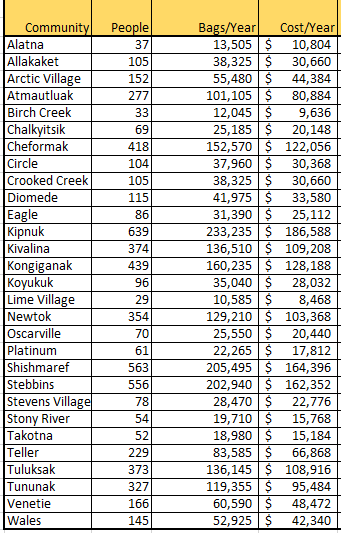 Community People Bags/Year Cost/Year
Alatna 37 13,505 $ 10,804
Allakaket 105 38,325 $ 30,660
Arctic Village 152 55,480 $ 44,384
Atmautluak 277 101,105 $ 80,884
Birch Creek 33 12,045 $ 9,636
Chalkyitsik 69 25,185 $ 20,148
Cheformak 418 152,570 $ 122,056
Circle 104 37,960 $ 30,368
Crooked Creek 105 38,325 $ 30,660
Diomede 115 41,975 $ 33,580
Eagle 86 31,390 $ 25,112
Kipnuk 639 233,235 $ 186,588
Kivalina 374 136,510 $ 109,208
Kongiganak 439 160,235 $ 128,188
Koyukuk 96 35,040 $ 28,032
Lime Village 29 10,585 $ 8,468
Newtok 354 129,210 $ 103,368
Oscarville 70 25,550 $ 20,440
Platinum 61 22,265 $ 17,812
Shishmaref 563 205,495 $ 164,396
Stebbins 556 202,940 $ 162,352
Stevens Village 78 28,470 $ 22,776
Stony River 54 19,710 $ 15,768
Takotna 52 18,980 $ 15,184
Teller 229 83,585 $ 66,868
Tuluksak 373 136,145 $ 108,916
Tununak 327 119,355 $ 95,484
Venetie 166 60,590 $ 48,472
Wales 145 52,925 $ 42,340